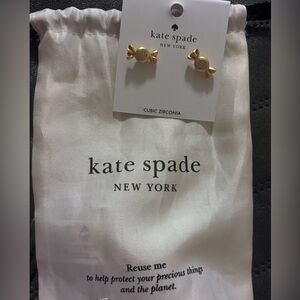 kate spade
NEW YORK
CUBIC ZIRCONIA
kate spade
NEW YORK
Reuse me
to help protect your precious things
and the planet.